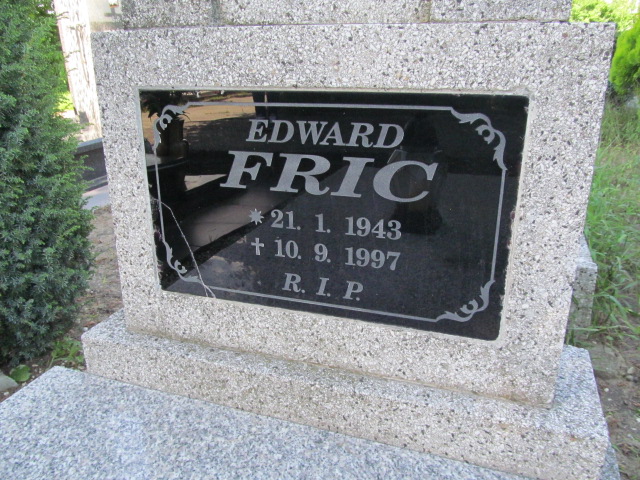 EDWARD
FRIC
* 21. 1. 1943
† 10. 9. 1997
R. I. P.